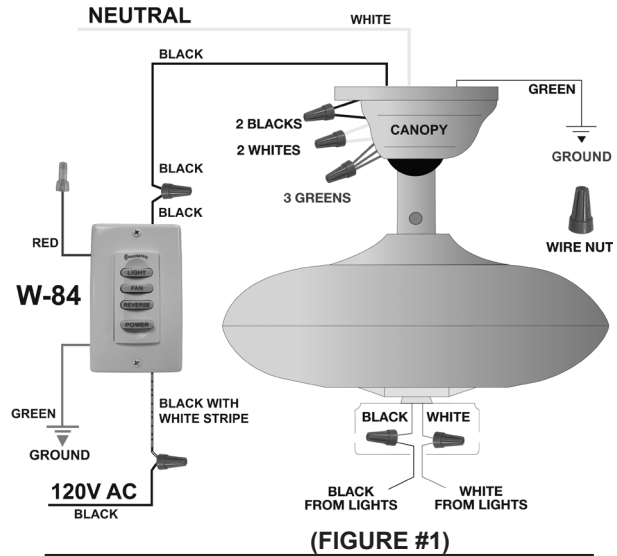 NEUTRAL
WHITE
BLACK
GREEN
2 BLACKS
CANOPY
2 WHITES
GROUND
BLACK
3 GREENS
BLACK
RED
WIRE NUT
LIGHT
FAN
W-84
REVERSE
POWER
BLACK WITH
WHITE STRIPE
GREEN
BLACK
WHITE
GROUND
120V AC
BLACK
BLACK
FROM LIGHTS
WHITE
FROM LIGHTS
(FIGURE #1)